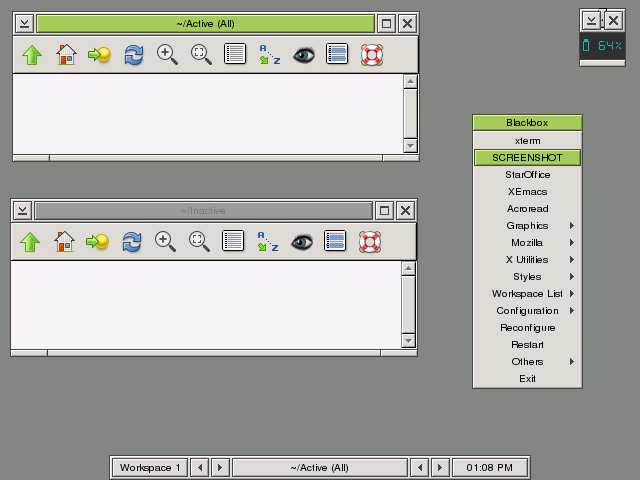 ~/Active (All)
64%
Blackbox
xterm
SCREENSHOT
StarOffice
XEmacs
Acroread
Graphics
Mozilla
X Utilities
Styles
Workspace List
Configuration
Reconfigure
Restart
Others
Exit
~/Inactive
Workspace 1
~/Active (All)
01:08 PM